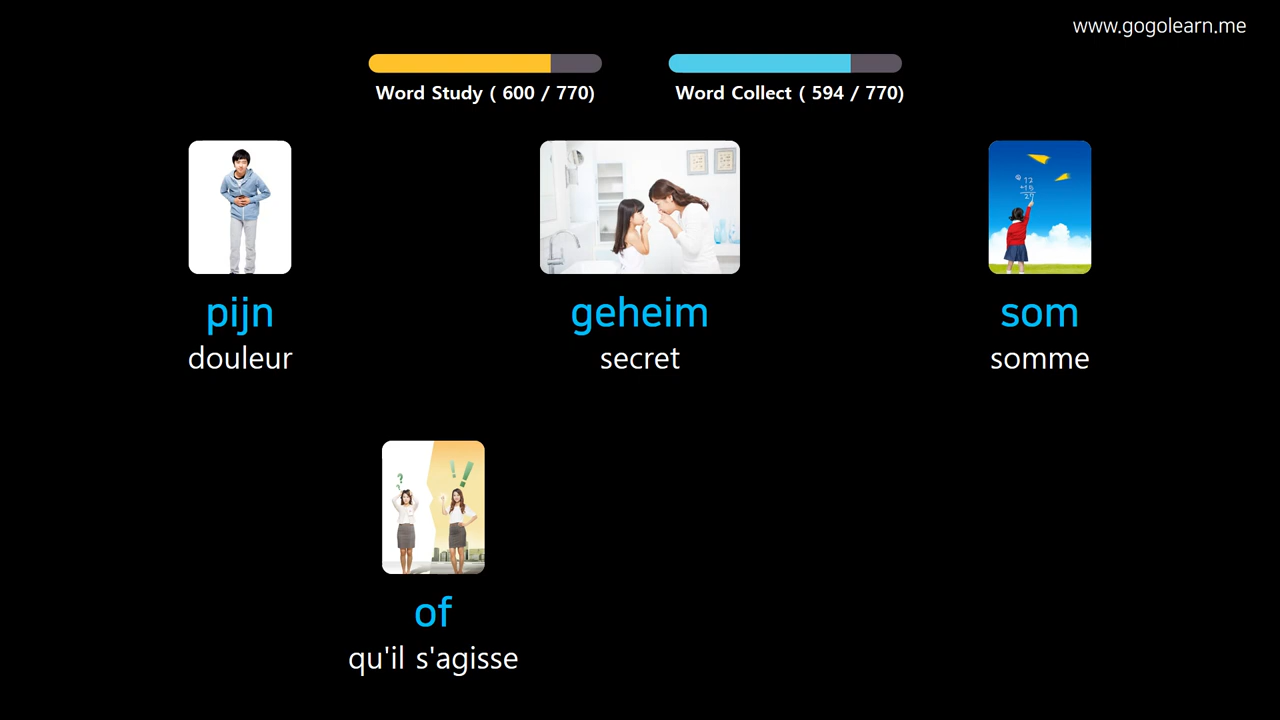 www.gogolearn.me
Word Study ( 600 / 770)
Word Collect ( 594 / 770)
pijn
geheim
som
douleur
secret
somme
of
qu'il s'agisse